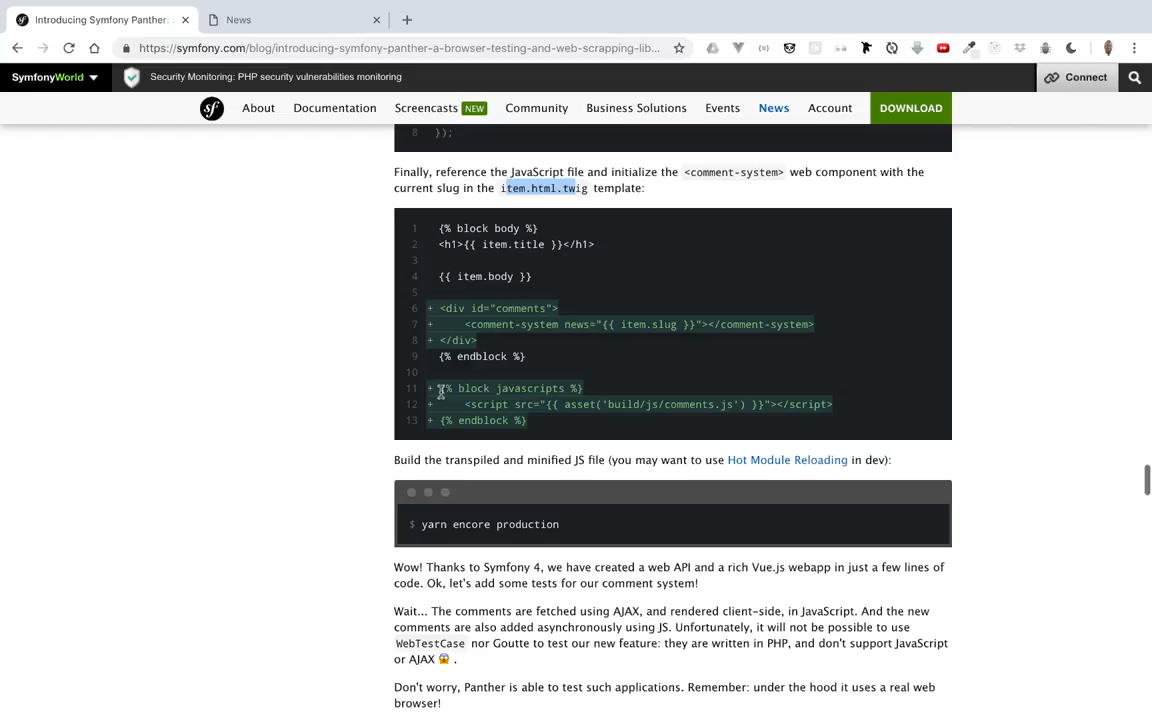 Introducing Symfony Panther:
News
https://symfony.com/blog/introducing-symfony-panther-a-browser-testing-and-web-scrapping-lib...
SymfonyWorld
Security Monitoring: PHP security vulnerabilities monitoring
Connect
sf About Documentation Screencasts NEW Community Business Solutions Events News Account DOWNLOAD
8 });
Finally, reference the JavaScript file and initialize the <comment-system> web component with the
current slug in the item.html.twig template:
1 {% block body %}
2 <h1>{{ item.title }}</h1>
3
4 {{ item.body }}
5
6 + <div id="comments">
7 + <comment-system news="{{ item.slug }}"></comment-system>
8 + </div>
9 {% endblock %}
10
11 + {% block javascripts %}
12 + <script src="{{ asset('build/js/comments.js') }}"></script>
13 + {% endblock %}
Build the transpiled and minified JS file (you may want to use Hot Module Reloading in dev):
$ yarn encore production
Wow! Thanks to Symfony 4, we have created a web API and a rich Vue.js webapp in just a few lines of
code. Ok, let's add some tests for our comment system!
Wait... The comments are fetched using AJAX, and rendered client-side, in JavaScript. And the new
comments are also added asynchronously using JS. Unfortunately, it will not be possible to use
WebTestCase nor Goutte to test our new feature: they are written in PHP, and don't support JavaScript
or AJAX 😱 .
Don't worry, Panther is able to test such applications. Remember: under the hood it uses a real web
browser!